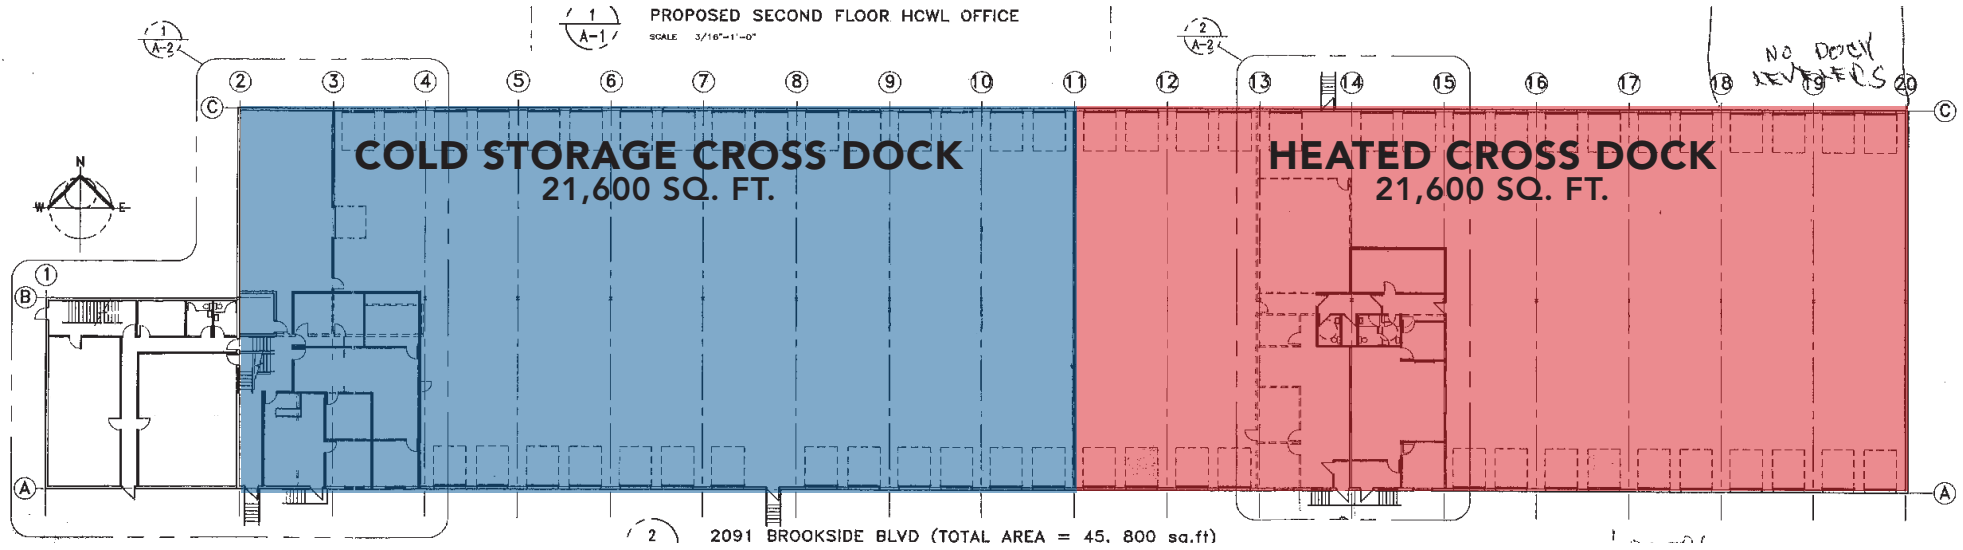 1
A-1
PROPOSED SECOND FLOOR HCWL OFFICE
SCALE 3/16"-1'-0"
1
A-2
2
A-2
NO DOCK
LEVELERS
2 3 4 5 6 7 8 9 10 11 12 13 14 15 16 17 18 19 20
C C
COLD STORAGE CROSS DOCK
21,600 SQ. FT.
HEATED CROSS DOCK
21,600 SQ. FT.
N
W E
1
B
A A
2
2091 BROOKSIDE BLVD (TOTAL AREA = 45, 800 sq.ft)